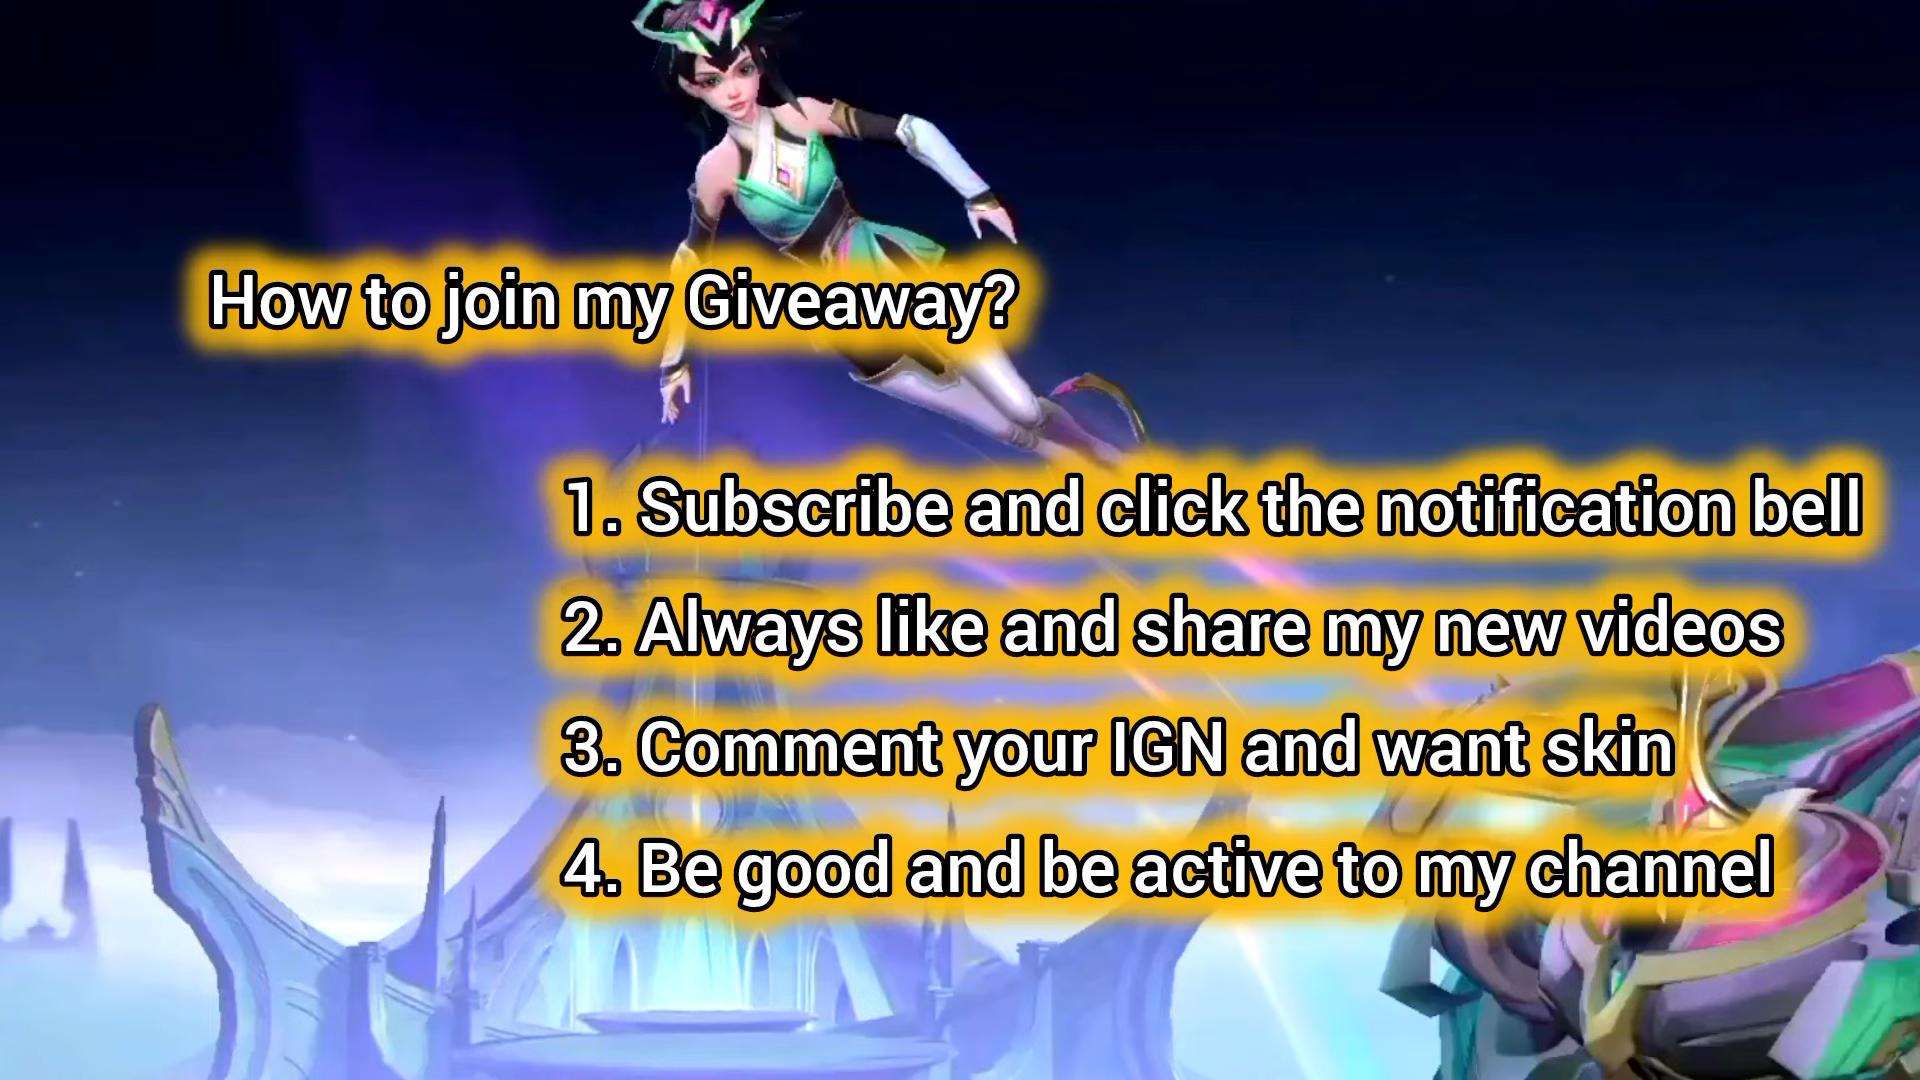 How to join my Giveaway?
1. Subscribe and click the notification bell
2. Always like and share my new videos
3. Comment your IGN and want skin
4. Be good and be active to my channel